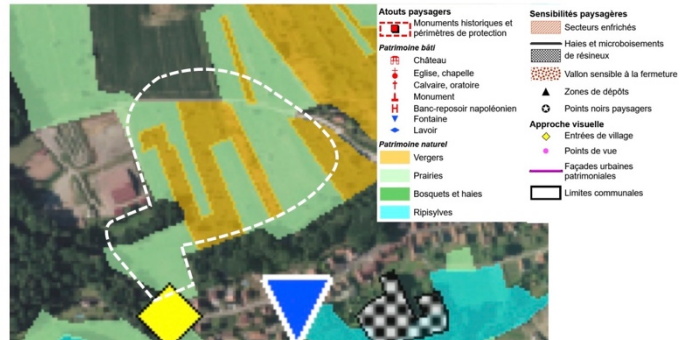 Atouts paysagers
Monuments historiques et
périmètres de protection
Patrimoine bâti
Château
Eglise, chapelle
Calvaire, oratoire
Monument
Banc-reposoir napoléonien
Fontaine
Lavoir
Patrimoine naturel
Vergers
Prairies
Bosquets et haies
Ripisylves
Sensibilités paysagères
Secteurs enfrichés
Haies et microboisements
de résineux
Vallon sensible à la fermeture
Zones de dépôts
Points noirs paysagers
Approche visuelle
Entrées de village
Points de vue
Façades urbaines
patrimoniales
Limites communales